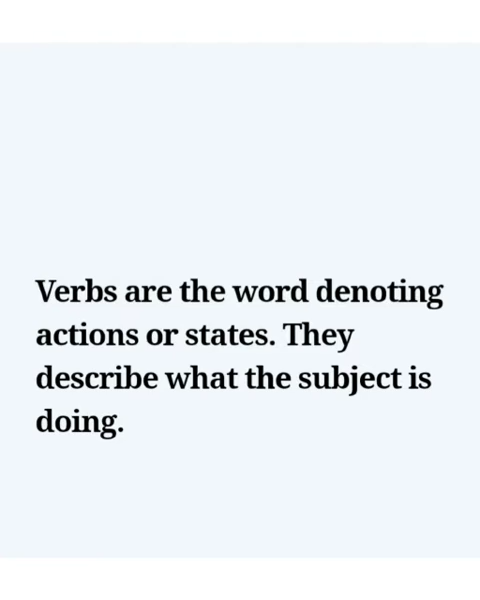 Verbs are the word denoting
actions or states. They
describe what the subject is
doing.